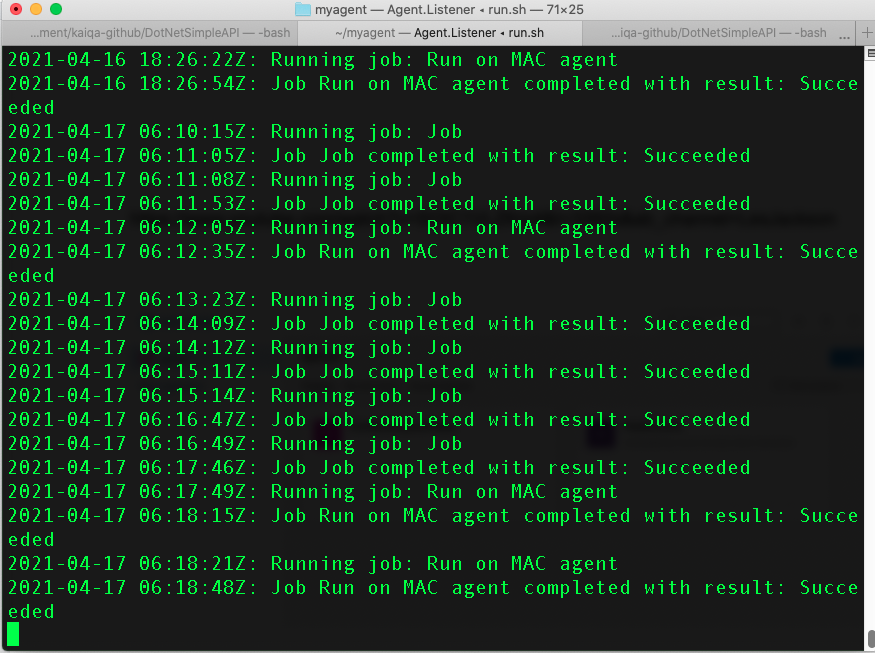 myagent — Agent.Listener ◂ run.sh — 71×25
...ment/kaiqa-github/DotNetSimpleAPI — -bash
~/myagent — Agent.Listener ◂ run.sh
...iqa-github/DotNetSimpleAPI — -bash
... +
2021-04-16 18:26:22Z: Running job: Run on MAC agent
2021-04-16 18:26:54Z: Job Run on MAC agent completed with result: Succe
eded
2021-04-17 06:10:15Z: Running job: Job
2021-04-17 06:11:05Z: Job Job completed with result: Succeeded
2021-04-17 06:11:08Z: Running job: Job
2021-04-17 06:11:53Z: Job Job completed with result: Succeeded
2021-04-17 06:12:05Z: Running job: Run on MAC agent
2021-04-17 06:12:35Z: Job Run on MAC agent completed with result: Succe
eded
2021-04-17 06:13:23Z: Running job: Job
2021-04-17 06:14:09Z: Job Job completed with result: Succeeded
2021-04-17 06:14:12Z: Running job: Job
2021-04-17 06:15:11Z: Job Job completed with result: Succeeded
2021-04-17 06:15:14Z: Running job: Job
2021-04-17 06:16:47Z: Job Job completed with result: Succeeded
2021-04-17 06:16:49Z: Running job: Job
2021-04-17 06:17:46Z: Job Job completed with result: Succeeded
2021-04-17 06:17:49Z: Running job: Run on MAC agent
2021-04-17 06:18:15Z: Job Run on MAC agent completed with result: Succe
eded
2021-04-17 06:18:21Z: Running job: Run on MAC agent
2021-04-17 06:18:48Z: Job Run on MAC agent completed with result: Succe
eded